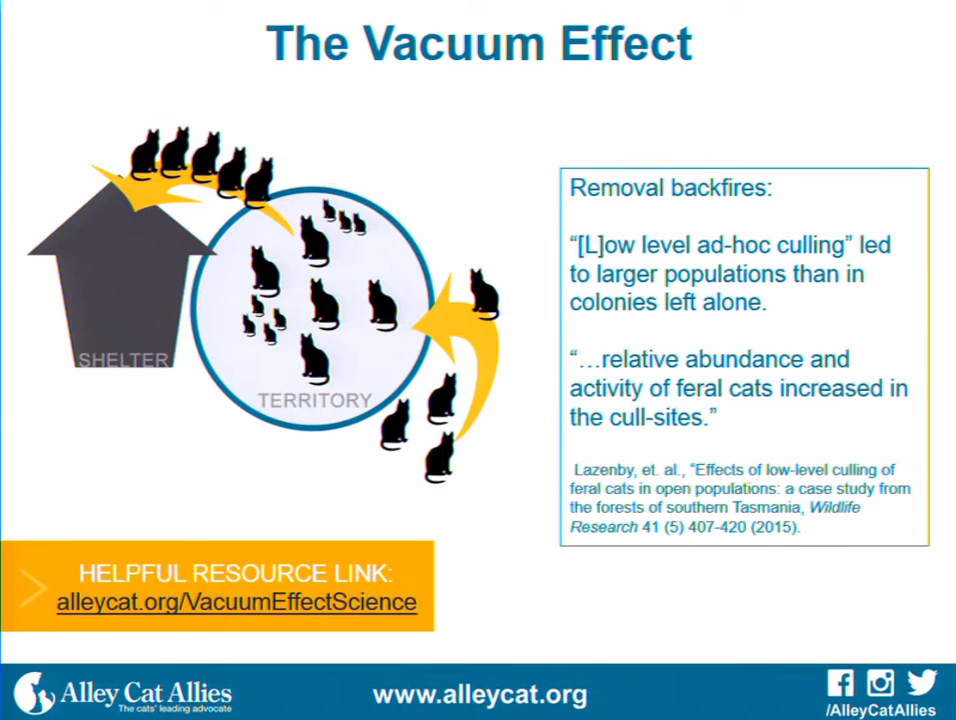 The Vacuum Effect
SHELTER
TERRITORY
Removal backfires:
“[L]ow level ad-hoc culling” led
to larger populations than in
colonies left alone.
“…relative abundance and
activity of feral cats increased in
the cull-sites.”
Lazenby, et. al., “Effects of low-level culling of
feral cats in open populations: a case study from
the forests of southern Tasmania, Wildlife
Research 41 (5) 407-420 (2015).
HELPFUL RESOURCE LINK:
alleycat.org/VacuumEffectScience
Alley Cat Allies
The cats' leading advocate
www.alleycat.org
/AlleyCatAllies